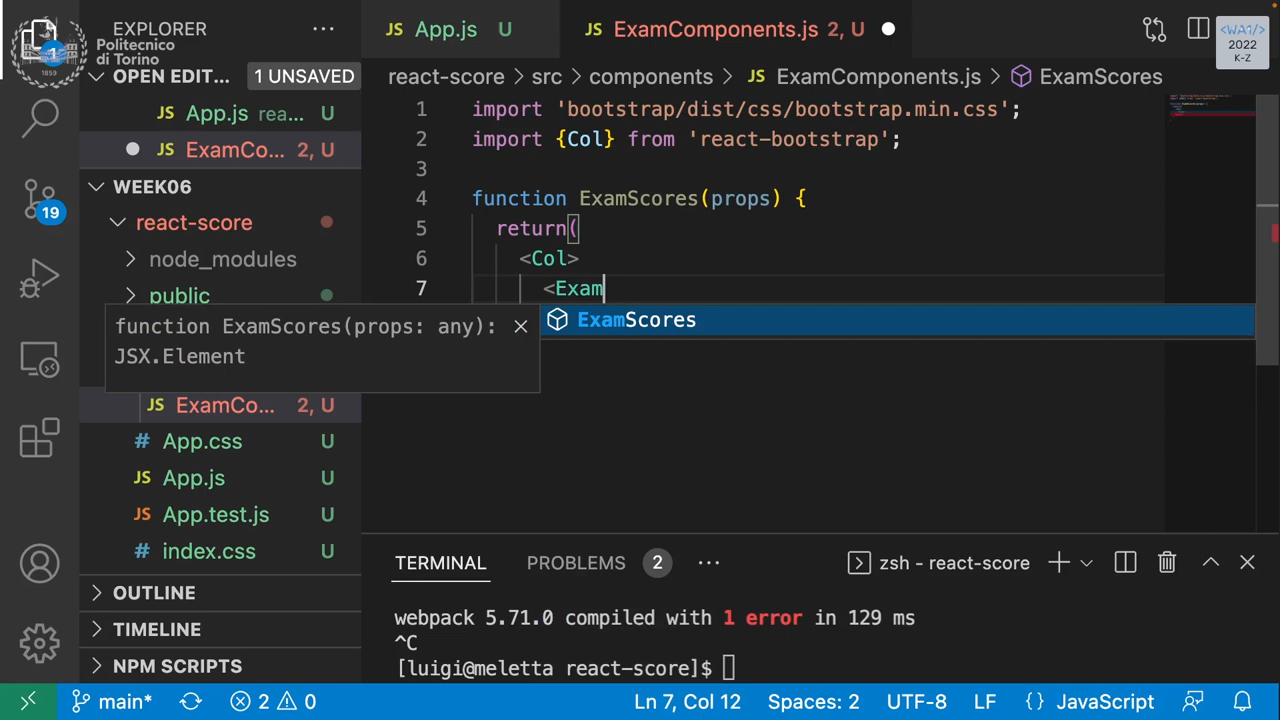 EXPLORER
Politecnico
di Torino
1859
1
OPEN EDIT...
1 UNSAVED
JS App.js rea... U
JS ExamCo... 2, U
WEEK06
19
react-score
node_modules
public
JS ExamCo... 2, U
# App.css U
JS App.js U
JS App.test.js U
# index.css U
OUTLINE
TIMELINE
NPM SCRIPTS
JS App.js U
JS ExamComponents.js 2, U
<WA1/>
2022
K-Z
react-score > src > components > JS ExamComponents.js > ExamScores
1 import 'bootstrap/dist/css/bootstrap.min.css';
2 import {Col} from 'react-bootstrap';
3
4 function ExamScores(props) {
5 return(
6 <Col>
7 <Exam
function ExamScores(props: any):
JSX.Element
ExamScores
TERMINAL
PROBLEMS 2
zsh - react-score
webpack 5.71.0 compiled with 1 error in 129 ms
^C
[luigi@meletta react-score]$
main*
2 0
Ln 7, Col 12
Spaces: 2
UTF-8
LF
{} JavaScript